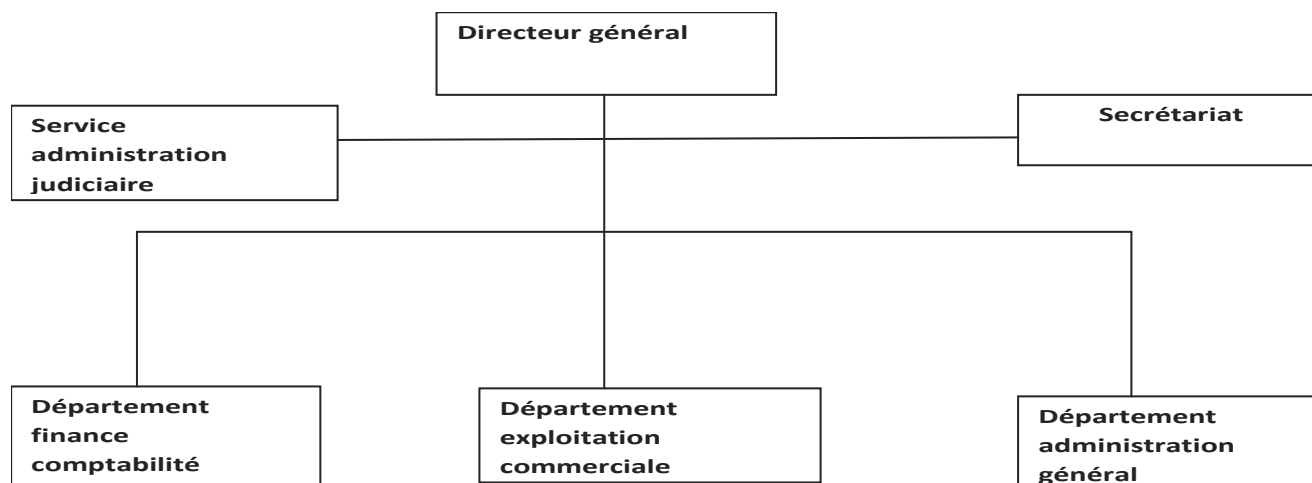 Directeur général
Service
administration
judiciaire
Secrétariat
Département
finance
comptabilité
Département
exploitation
commerciale
Département
administration
général